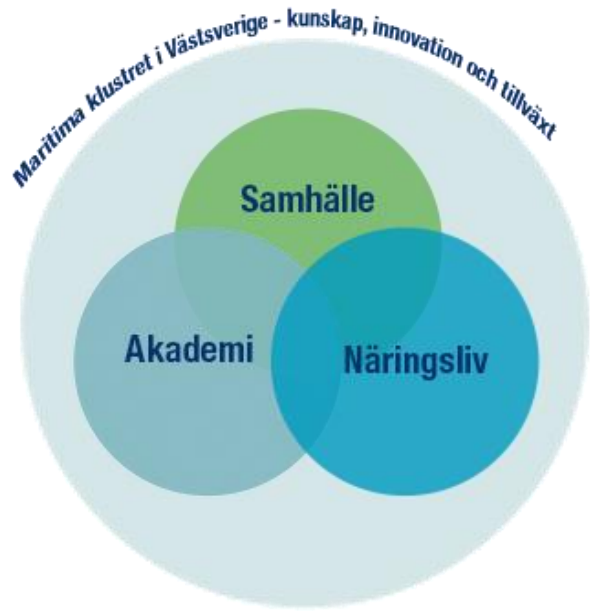 Maritima klustret i Västsverige - kunskap, innovation och tillväxt
Samhälle
Akademi
Näringsliv